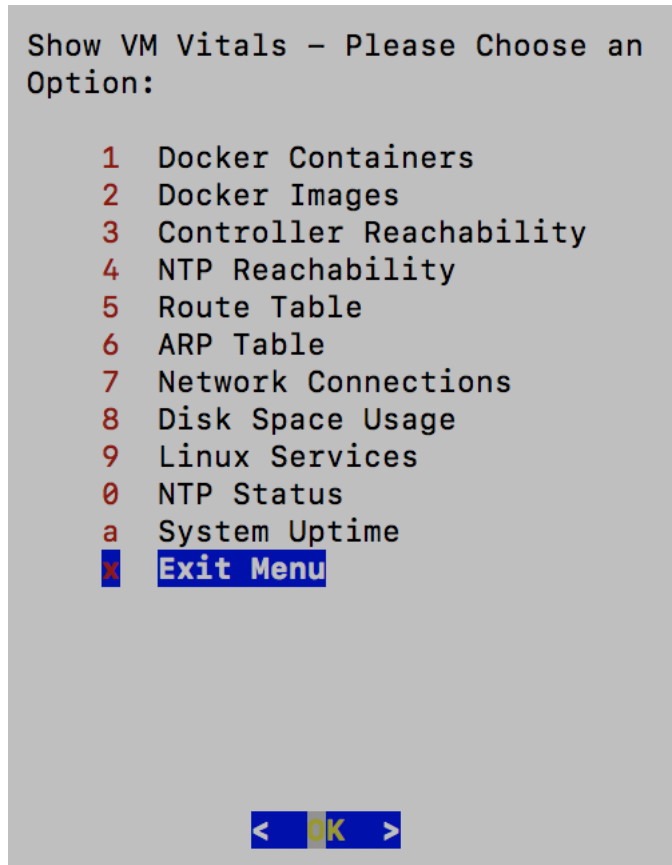 Show VM Vitals – Please Choose an
Option:
1 Docker Containers
2 Docker Images
3 Controller Reachability
4 NTP Reachability
5 Route Table
6 ARP Table
7 Network Connections
8 Disk Space Usage
9 Linux Services
0 NTP Status
a System Uptime
x Exit Menu
< OK >